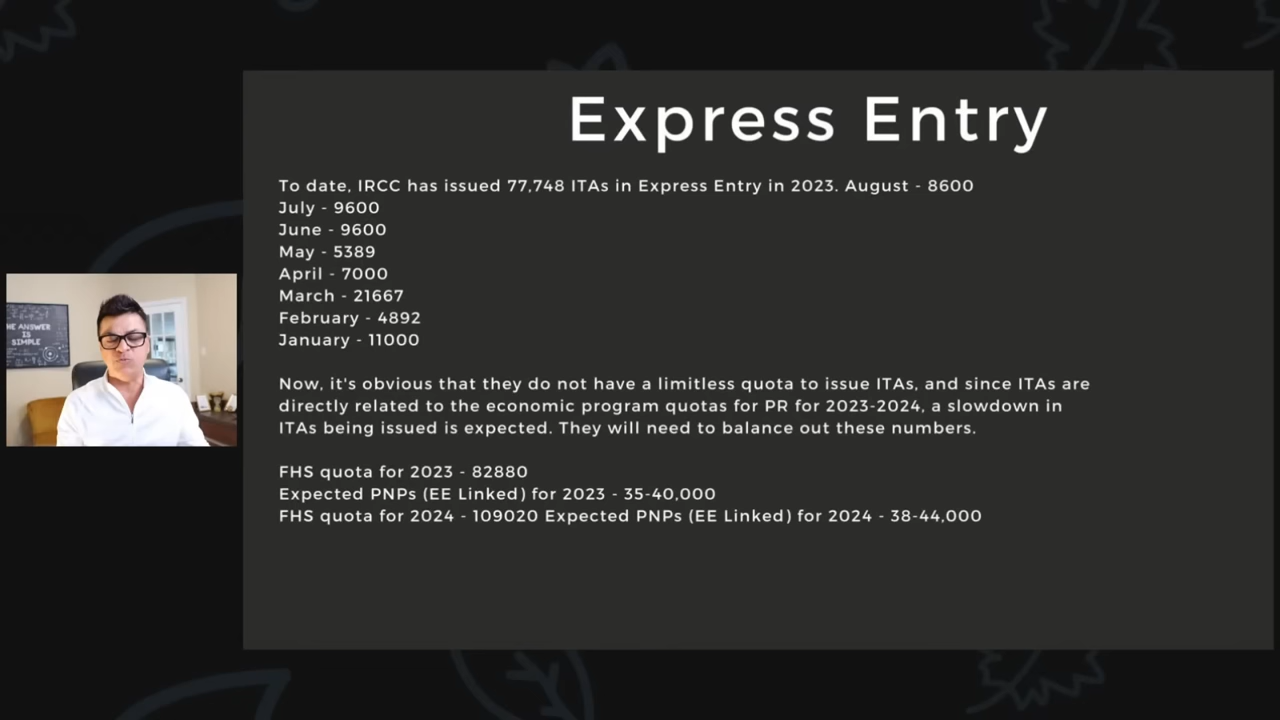 Express Entry
To date, IRCC has issued 77,748 ITAs in Express Entry in 2023. August - 8600
July - 9600
June - 9600
May - 5389
April - 7000
March - 21667
February - 4892
January - 11000
Now, it's obvious that they do not have a limitless quota to issue ITAs, and since ITAs are
directly related to the economic program quotas for PR for 2023-2024, a slowdown in
ITAs being issued is expected. They will need to balance out these numbers.
FHS quota for 2023 - 82880
Expected PNPs (EE Linked) for 2023 - 35-40,000
FHS quota for 2024 - 109020 Expected PNPs (EE Linked) for 2024 - 38-44,000
HE ANSWER
IS
SIMPLE